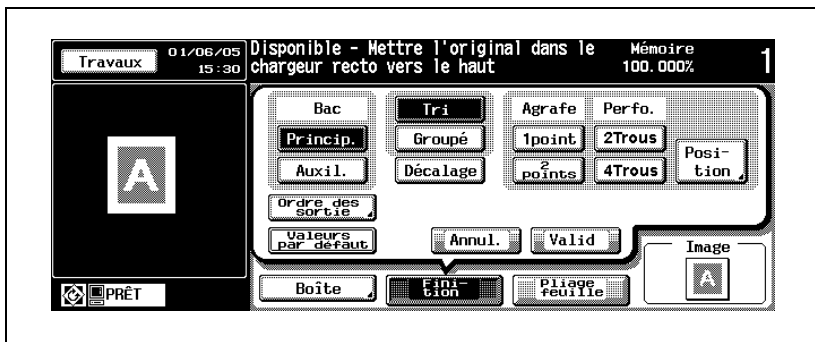 Travaux
01/06/05
15:30
Disponible - Mettre l'original dans le
chargeur recto vers le haut
Mémoire
100.000%
1
Bac
Tri
Agrafe
Perfo.
Princip.
Groupé
1point
2Trous
Posi-
tion
Auxil.
Décalage
2
points
4Trous
Ordre des
sortie
Valeurs
par défaut
Annul.
Valid
Image
A
A
PRÊT
Boîte
Fini-
tion
Pliage
feuille